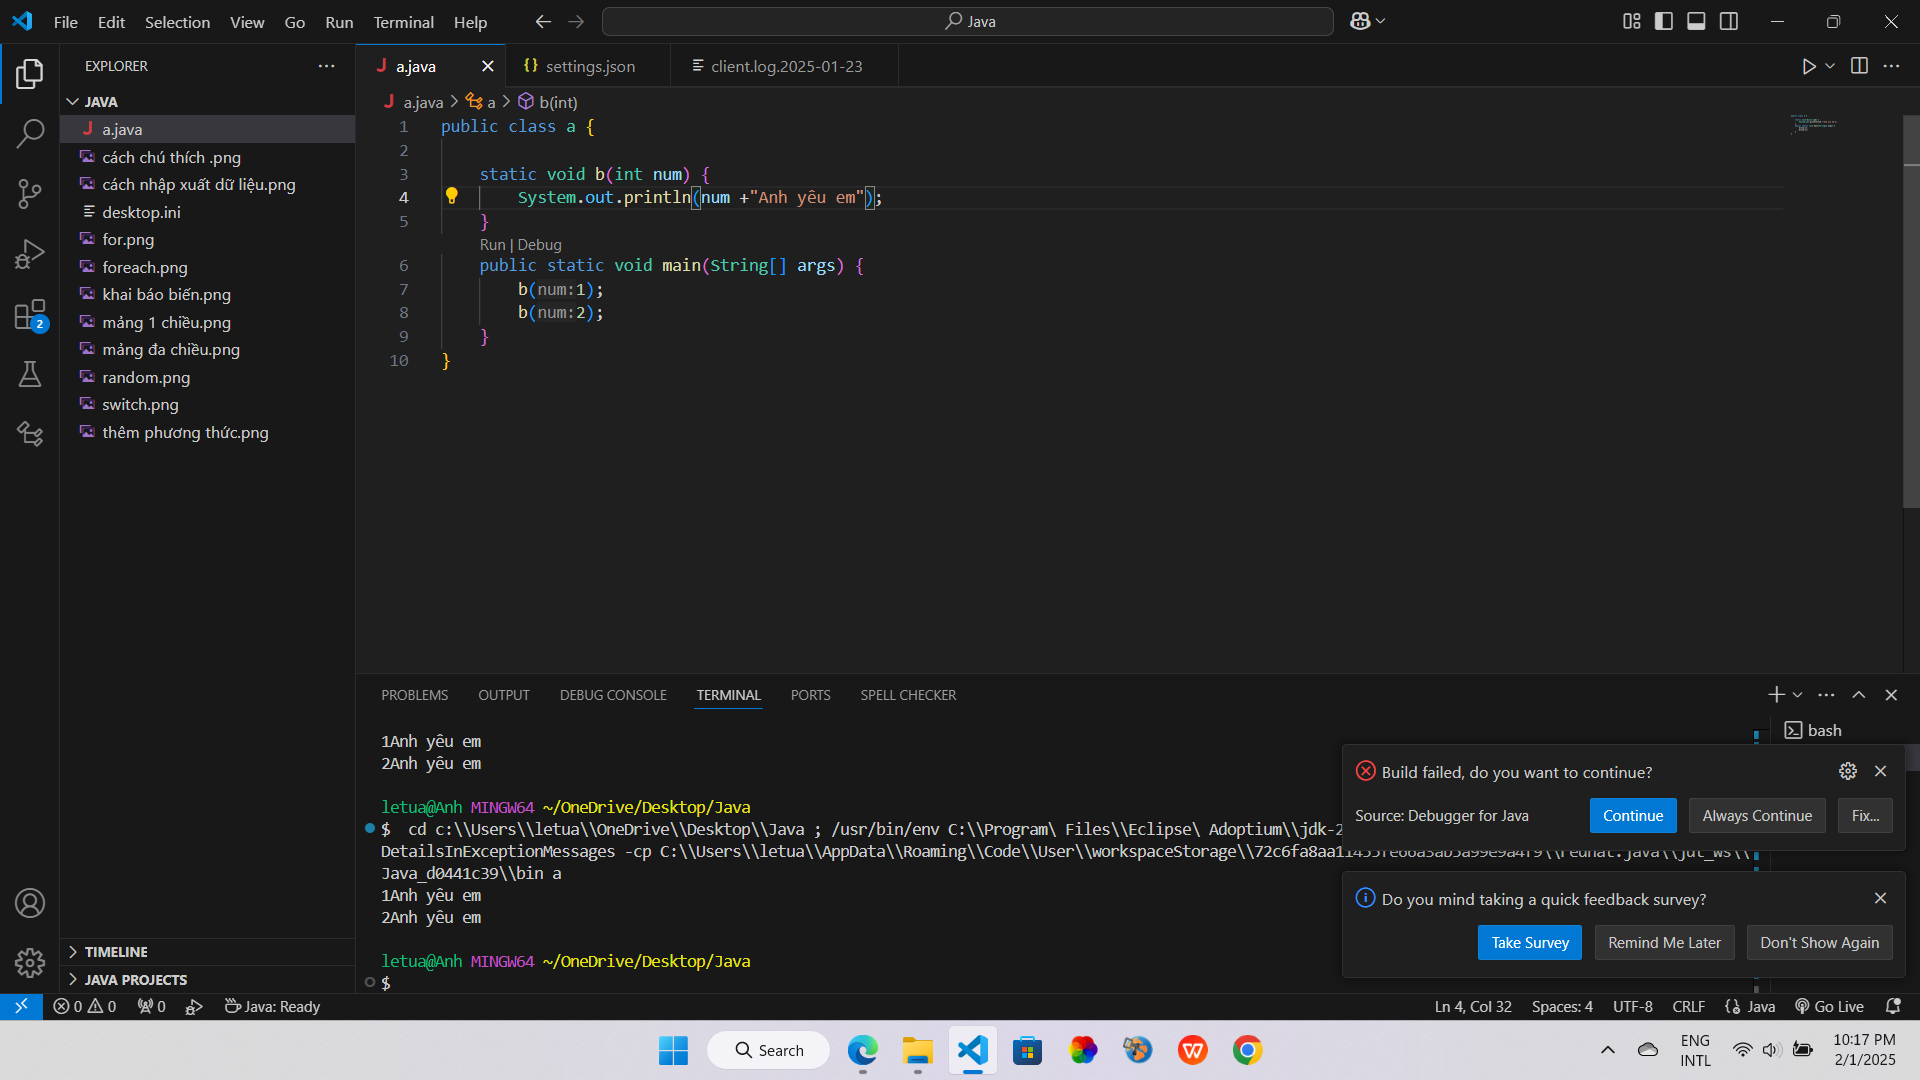 File Edit Selection View Go Run Terminal Help
Java
EXPLORER
JAVA
a.java
cách chú thích .png
cách nhập xuất dữ liệu.png
desktop.ini
for.png
foreach.png
khai báo biến.png
mảng 1 chiều.png
mảng đa chiều.png
random.png
switch.png
thêm phương thức.png
TIMELINE
JAVA PROJECTS
2
a.java
settings.json
client.log.2025-01-23
a.java > a > b(int)
1 public class a {
2
3 static void b(int num) {
4 System.out.println(num +"Anh yêu em");
5 }
Run | Debug
6 public static void main(String[] args) {
7 b(num:1);
8 b(num:2);
9 }
10 }
PROBLEMS OUTPUT DEBUG CONSOLE TERMINAL PORTS SPELL CHECKER
bash
1Anh yêu em
2Anh yêu em
letua@Anh MINGW64 ~/OneDrive/Desktop/Java
$ cd c:\\Users\\letua\\OneDrive\\Desktop\\Java ; /usr/bin/env C:\\Program\ Files\\Eclipse\ Adoptium\\jdk-2
DetailsInExceptionMessages -cp C:\\Users\\letua\\AppData\\Roaming\\Code\\User\\workspaceStorage\\
Java_d0441c39\\bin a
1Anh yêu em
2Anh yêu em
letua@Anh MINGW64 ~/OneDrive/Desktop/Java
$
Build failed, do you want to continue?
Source: Debugger for Java
Continue
Always Continue
Fix...
Do you mind taking a quick feedback survey?
Take Survey
Remind Me Later
Don't Show Again
0 0 0 Java: Ready
Ln 4, Col 32 Spaces: 4 UTF-8 CRLF Java Go Live
Search
ENG
INTL
10:17 PM
2/1/2025